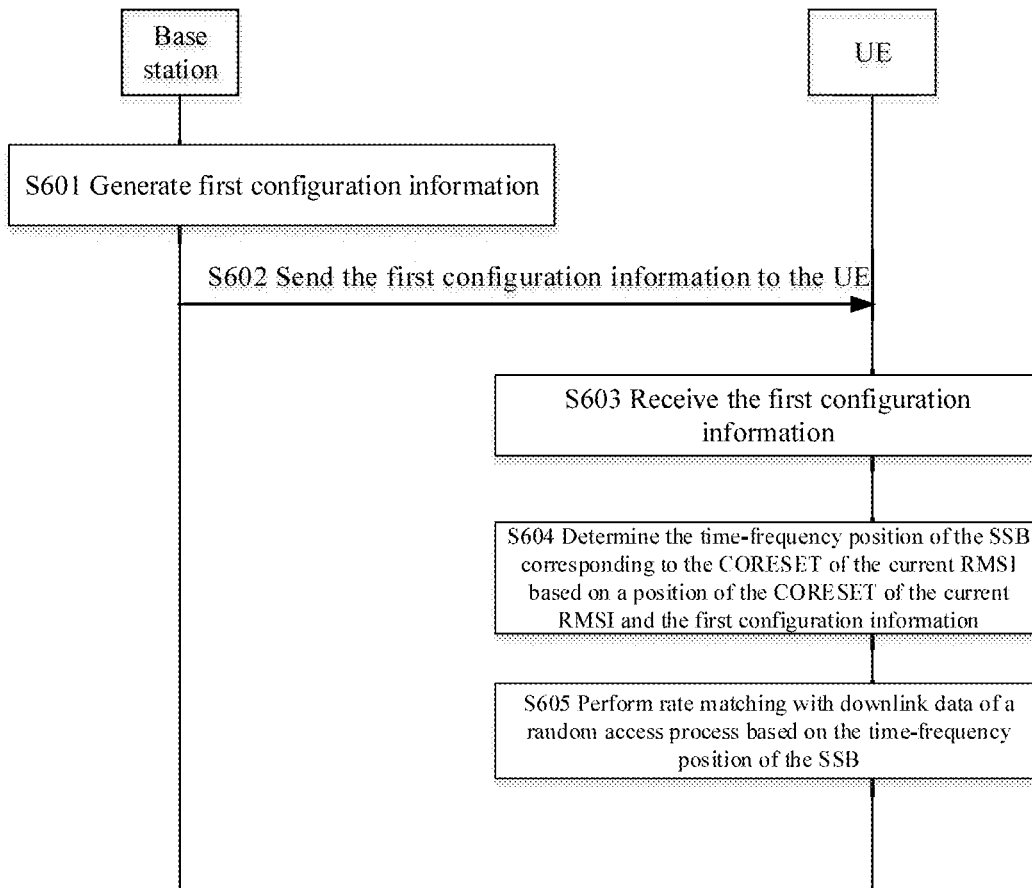 Base
station
UE
S601 Generate first configuration information
S602 Send the first configuration information to the UE
S603 Receive the first configuration
information
S604 Determine the time-frequency position of the SSB
corresponding to the CORESET of the current RMSI
based on a position of the CORESET of the current
RMSI and the first configuration information
S605 Perform rate matching with downlink data of a
random access process based on the time-frequency
position of the SSB